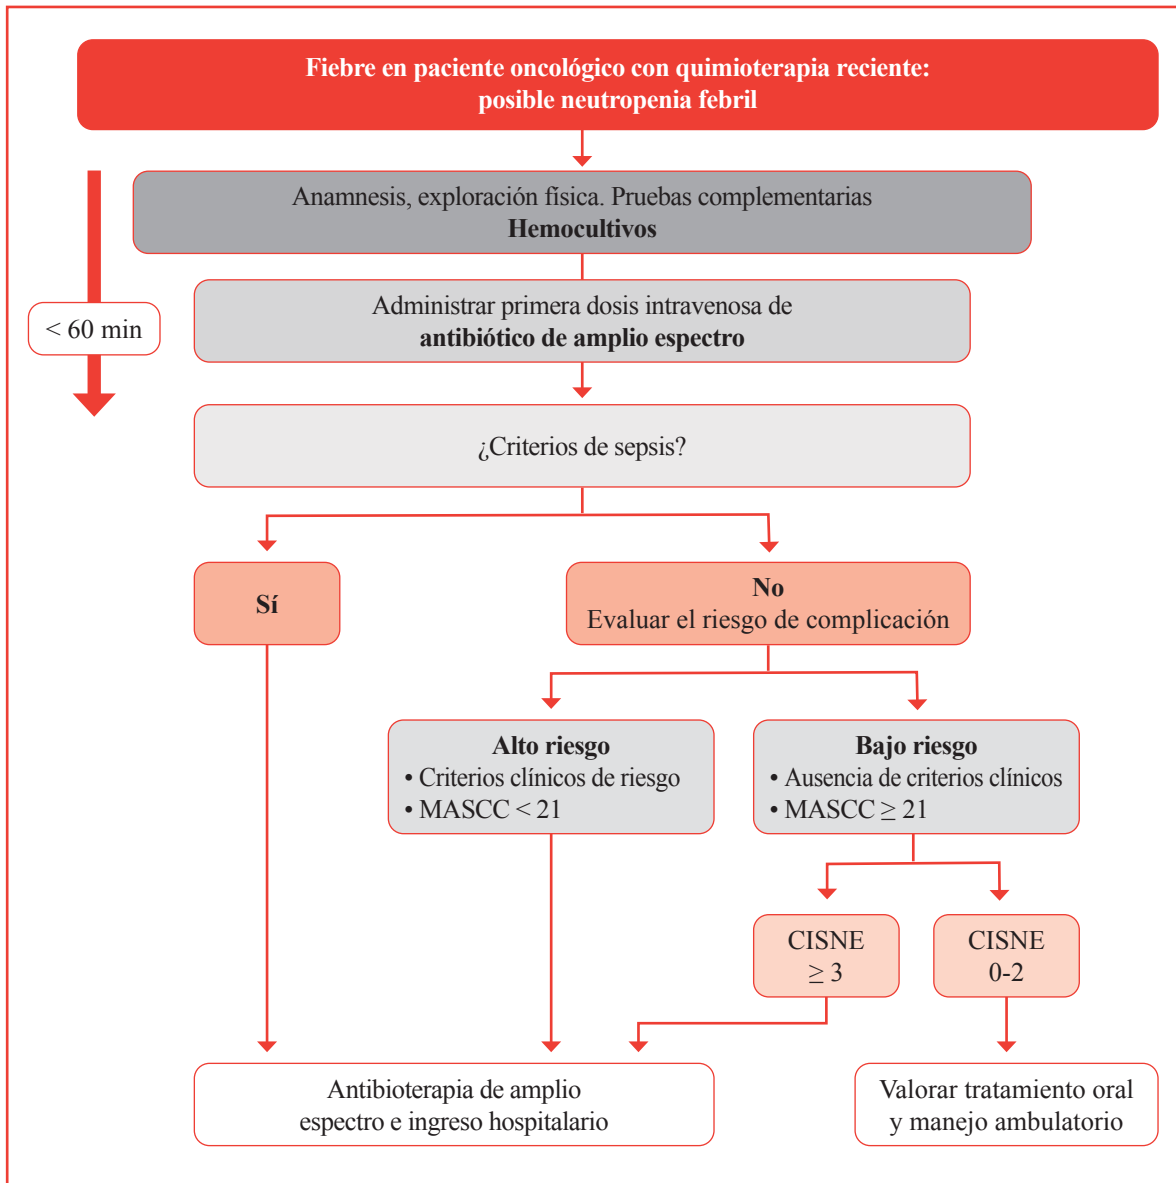 Fiebre en paciente oncológico con quimioterapia reciente:
posible neutropenia febril
Anamnesis, exploración física. Pruebas complementarias
Hemocultivos
< 60 min
Administrar primera dosis intravenosa de
antibiótico de amplio espectro
¿Criterios de sepsis?
Sí
No
Evaluar el riesgo de complicación
Alto riesgo
• Criterios clínicos de riesgo
• MASCC < 21
Bajo riesgo
• Ausencia de criterios clínicos
• MASCC ≥ 21
CISNE
≥ 3
CISNE
0-2
Antibioterapia de amplio
espectro e ingreso hospitalario
Valorar tratamiento oral
y manejo ambulatorio